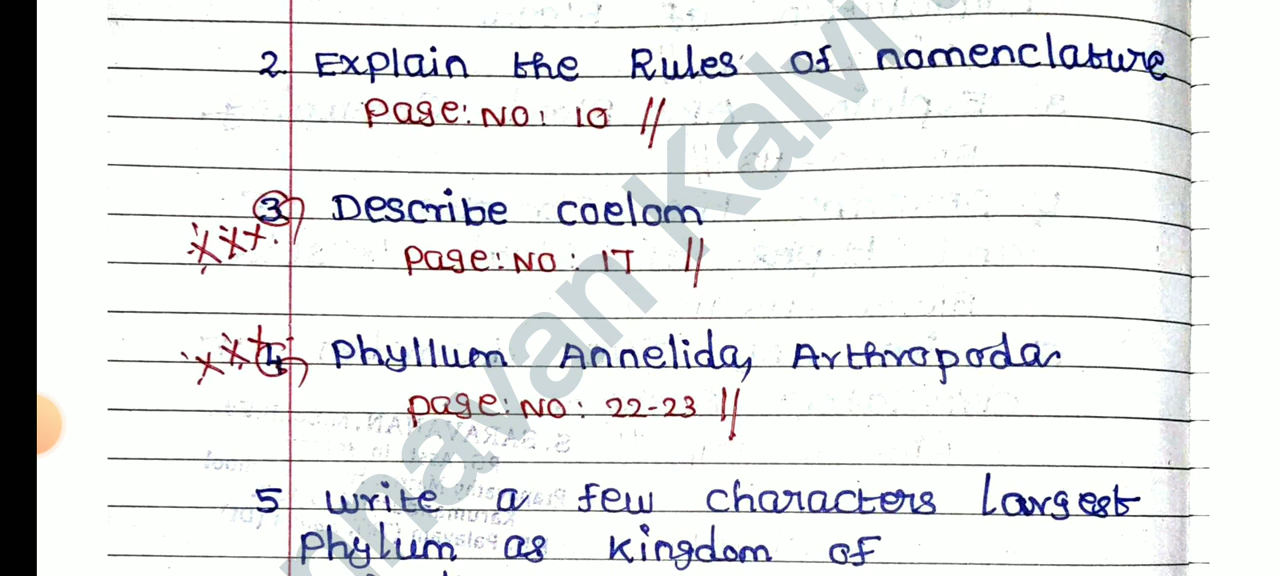 2. Explain the Rules of nomenclature
Page: NO: 10 //
3) Describe coelom
Page: NO: 17 //
4) Phyllum Annelida, Arthropoda
Page: NO: 22-23 //
5 Write a few characters Largest
Phylum as Kingdom of